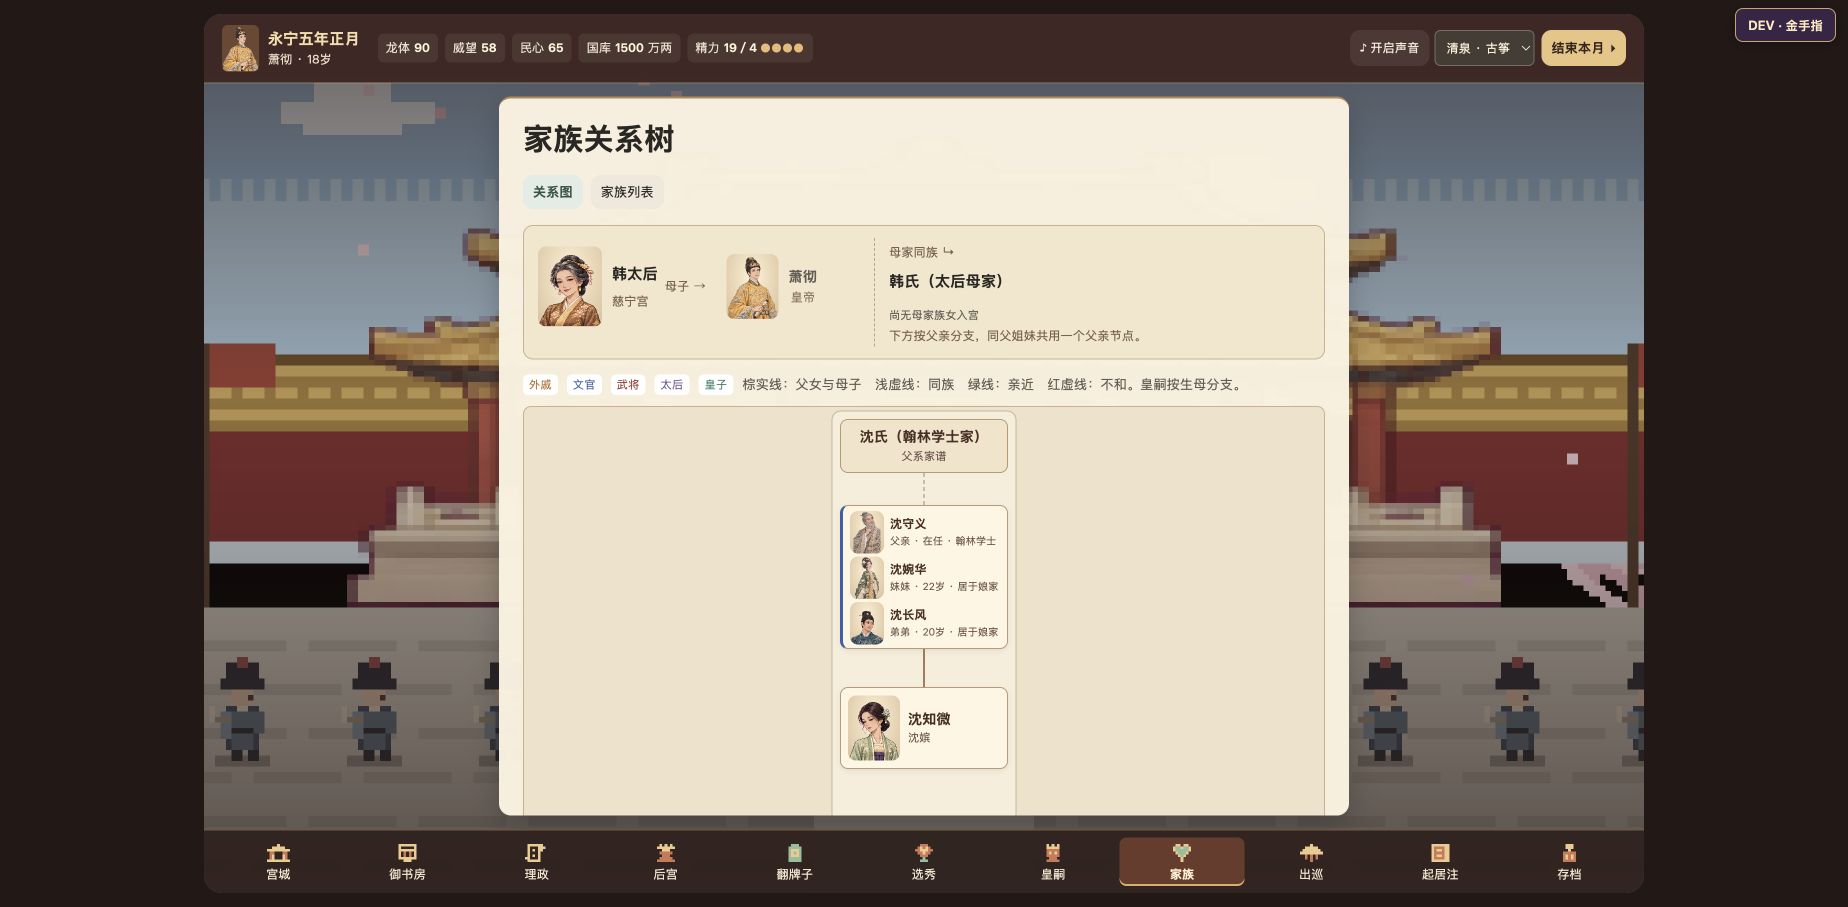 DEV · 金手指
永宁五年正月
萧彻 · 18岁
龙体 90
威望 58
民心 65
国库 1500 万两
精力 19 / 4
♪ 开启声音
清泉 · 古筝
结束本月
家族关系树
关系图
家族列表
韩太后
慈宁宫
母子 →
萧彻
皇帝
母家同族 ↪
韩氏（太后母家）
尚无母家族女入宫
下方按父亲分支，同父姐妹共用一个父亲节点。
外戚 文官 武将 太后 皇子 棕实线：父女与母子 浅虚线：同族 绿线：亲近 红虚线：不和。皇嗣按生母分支。
沈氏（翰林学士家）
父系家谱
沈守义
父亲 · 在任 · 翰林学士
沈婉华
妹妹 · 22岁 · 居于娘家
沈长风
弟弟 · 20岁 · 居于娘家
沈知微
沈嫔
宫城
御书房
理政
后宫
翻牌子
选秀
皇嗣
家族
出巡
起居注
存档